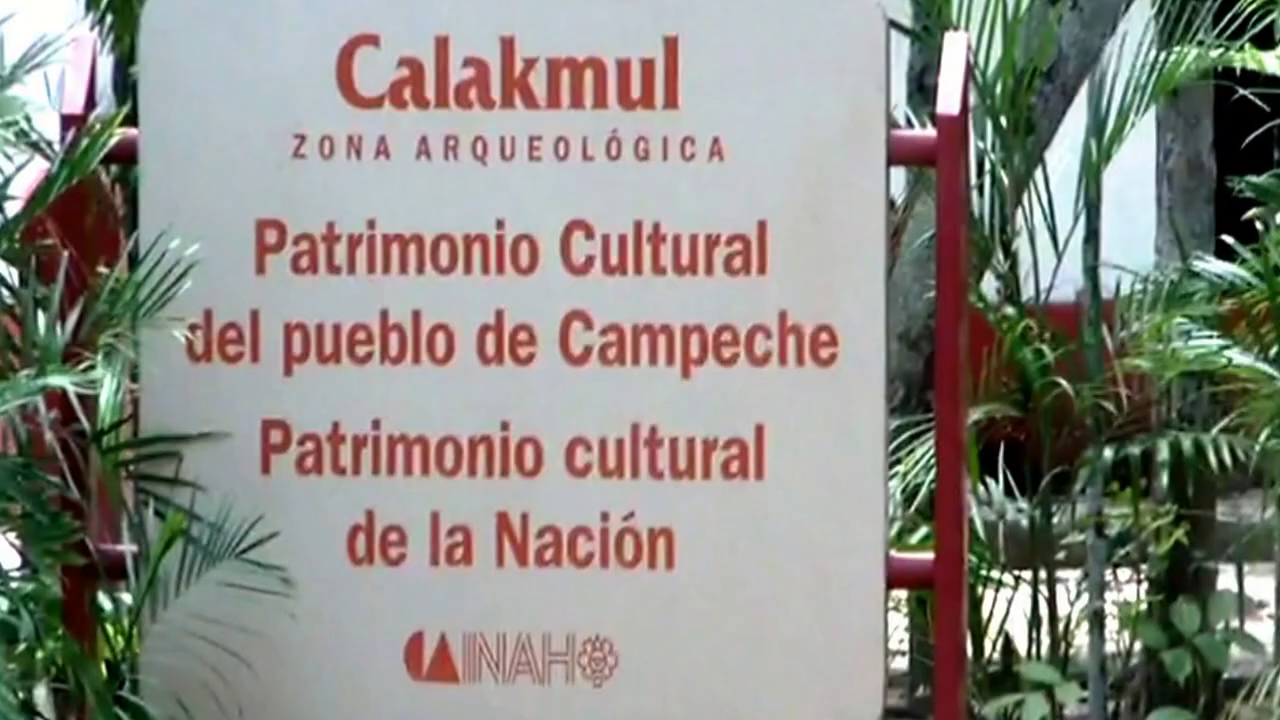 Calakmul
ZONA ARQUEOLÓGICA
Patrimonio Cultural
del pueblo de Campeche
Patrimonio cultural
de la Nación
INAH